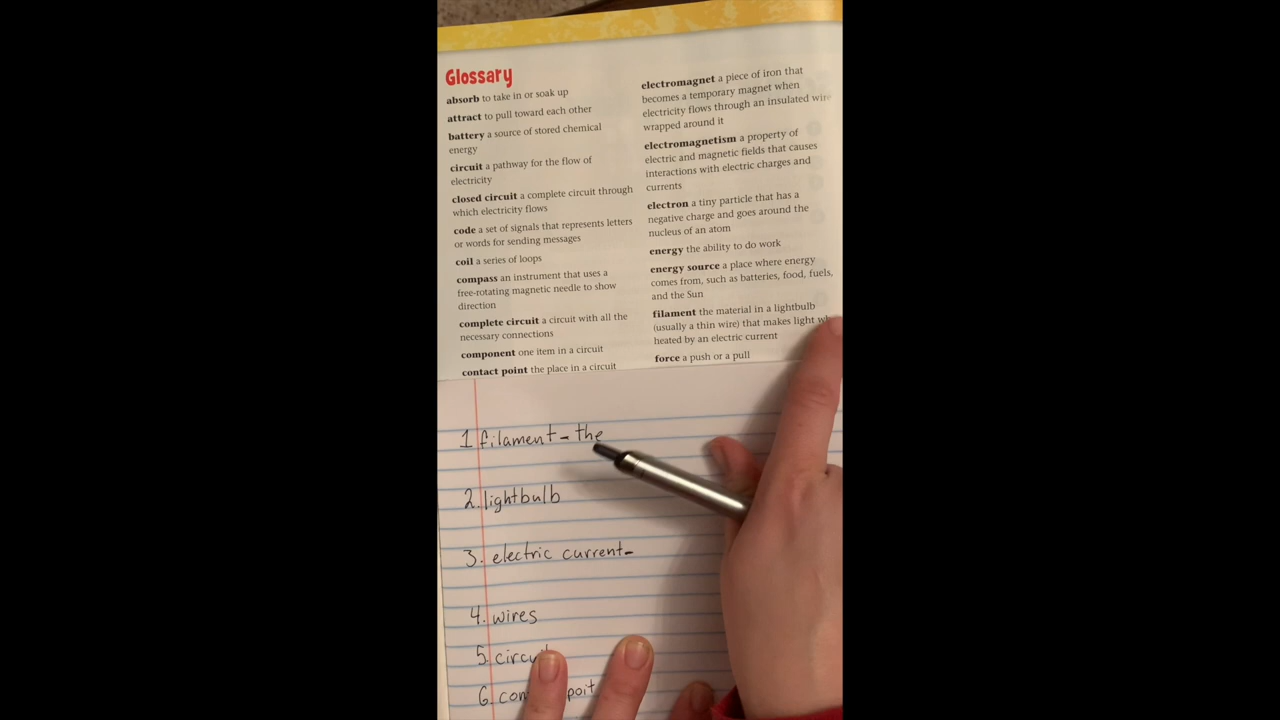 Glossary
absorb to take in or soak up
attract to pull toward each other
battery a source of stored chemical
energy
circuit a pathway for the flow of
electricity
closed circuit a complete circuit through
which electricity flows
code a set of signals that represents letters
or words for sending messages
coil a series of loops
compass an instrument that uses a
free-rotating magnetic needle to show
direction
complete circuit a circuit with all the
necessary connections
component one item in a circuit
contact point the place in a circuit
electromagnet a piece of iron that
becomes a temporary magnet when
electricity flows through an insulated wire
wrapped around it
electromagnetism a property of
electric and magnetic fields that causes
interactions with electric charges and
currents
electron a tiny particle that has a
negative charge and goes around the
nucleus of an atom
energy the ability to do work
energy source a place where energy
comes from, such as batteries, food, fuels,
and the Sun
filament the material in a lightbulb
(usually a thin wire) that makes light
heated by an electric current
force a push or a pull
1 filament - the
2. lightbulb
3. electric current-
4. wires
5. circu
6. con poit